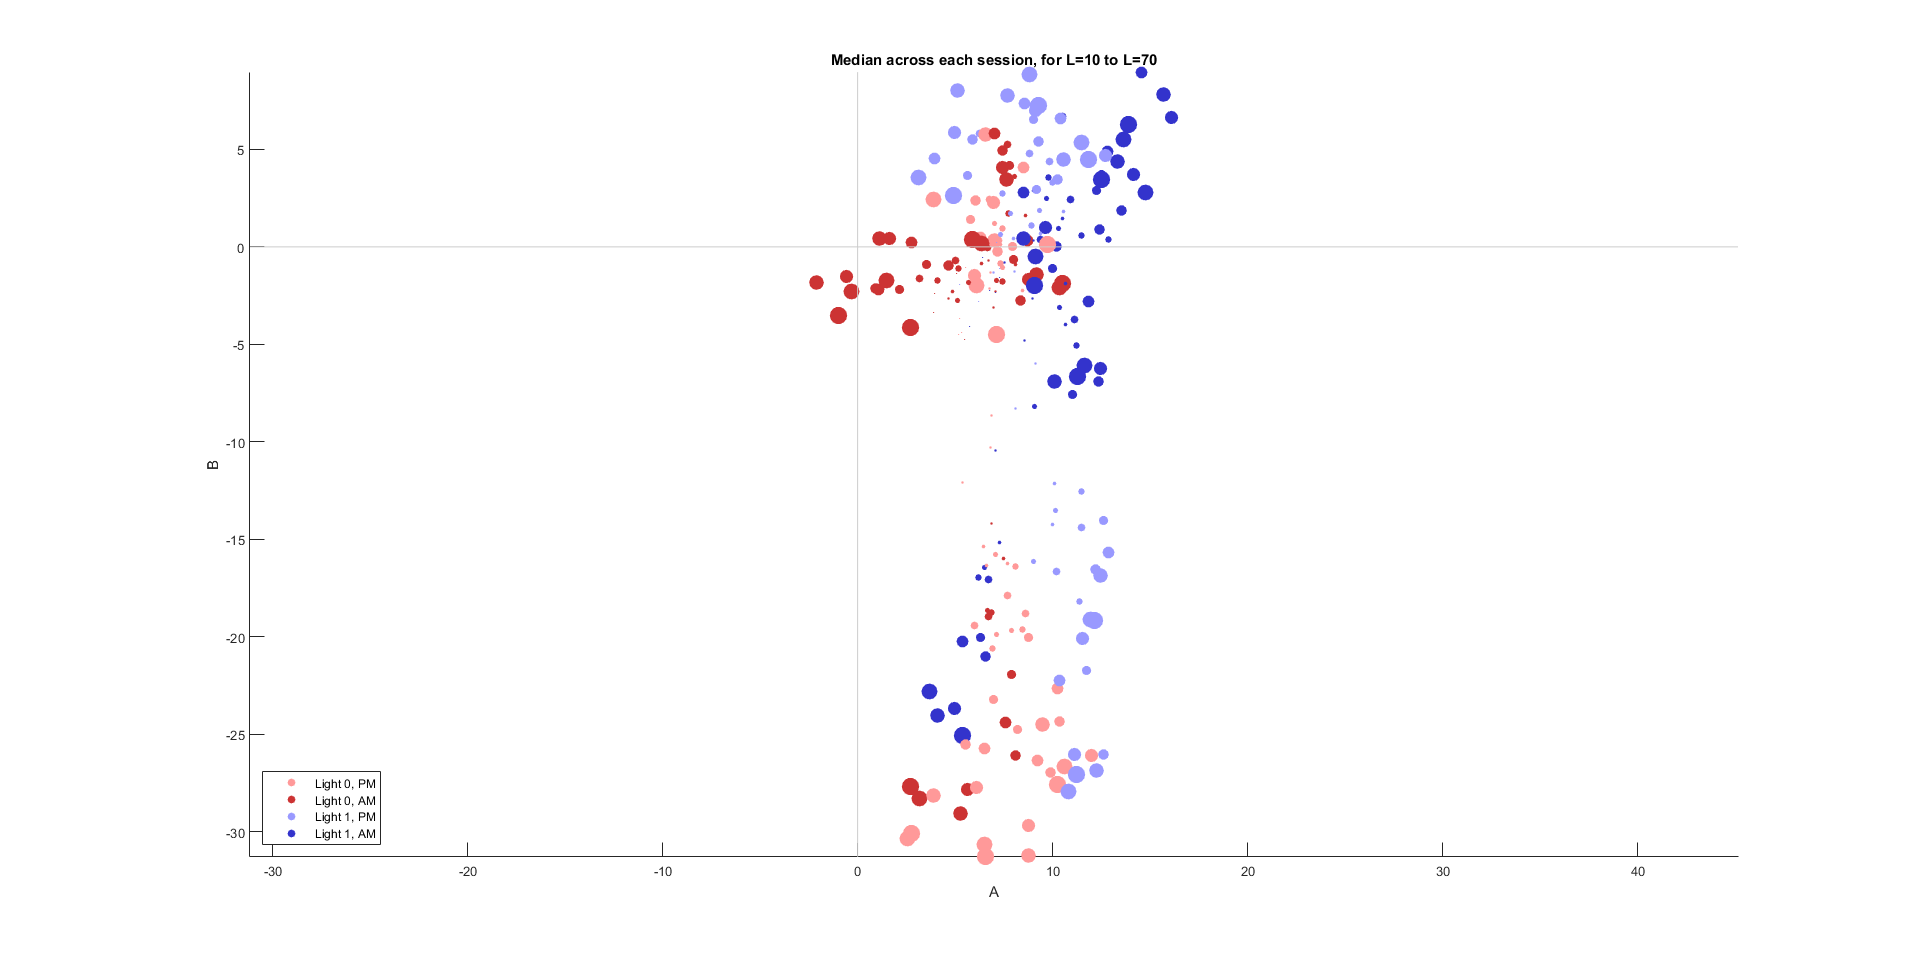 Median across each session, for L=10 to L=70
5
0
-5
-10
-15
-20
-25
-30
B
Light 0, PM
Light 0, AM
Light 1, PM
Light 1, AM
-30
-20
-10
0
10
20
30
40
A